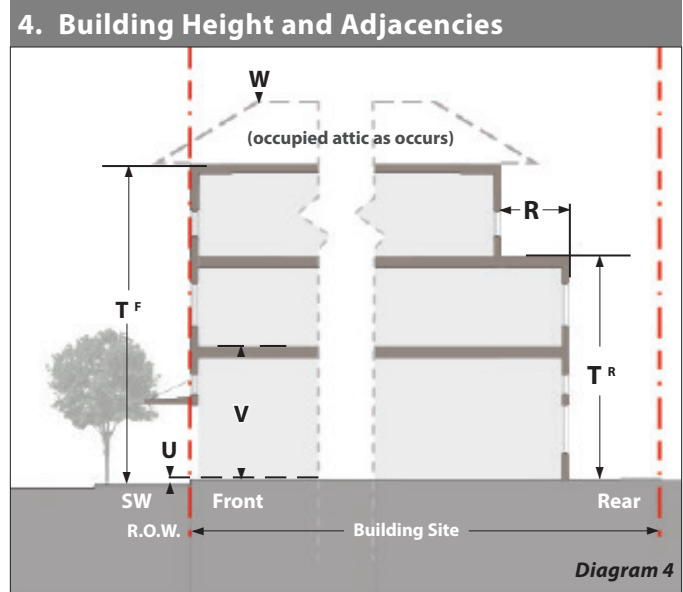 4. Building Height and Adjacencies
W
(occupied attic as occurs)
R
T F
T R
V
U
SW Front Rear
R.O.W. Building Site
Diagram 4